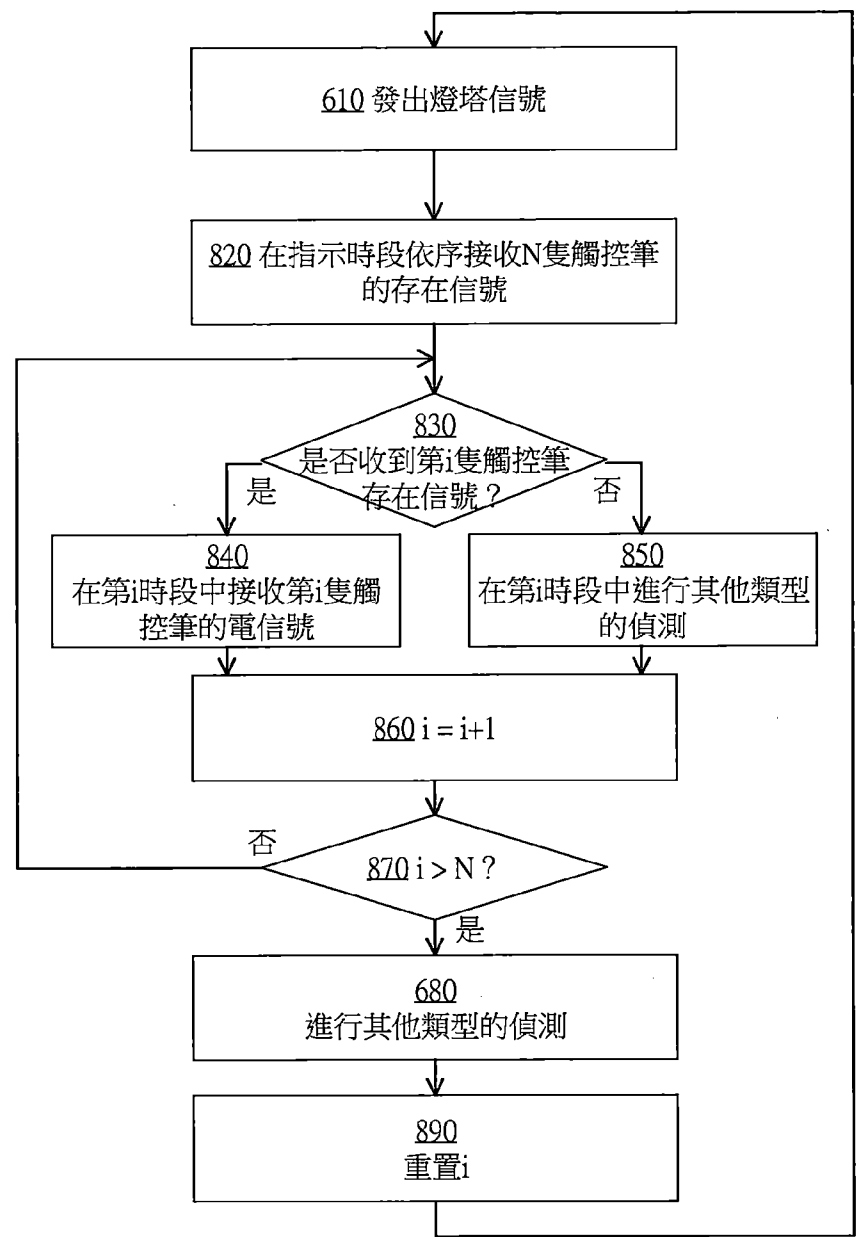 610 發出燈塔信號
820 在指示時段依序接收N隻觸控筆
的存在信號
830
是否收到第i隻觸控筆
存在信號？
是
否
840
在第i時段中接收第i隻觸
控筆的電信號
850
在第i時段中進行其他類型
的偵測
860 i = i+1
否
870 i > N？
是
680
進行其他類型的偵測
890
重置i